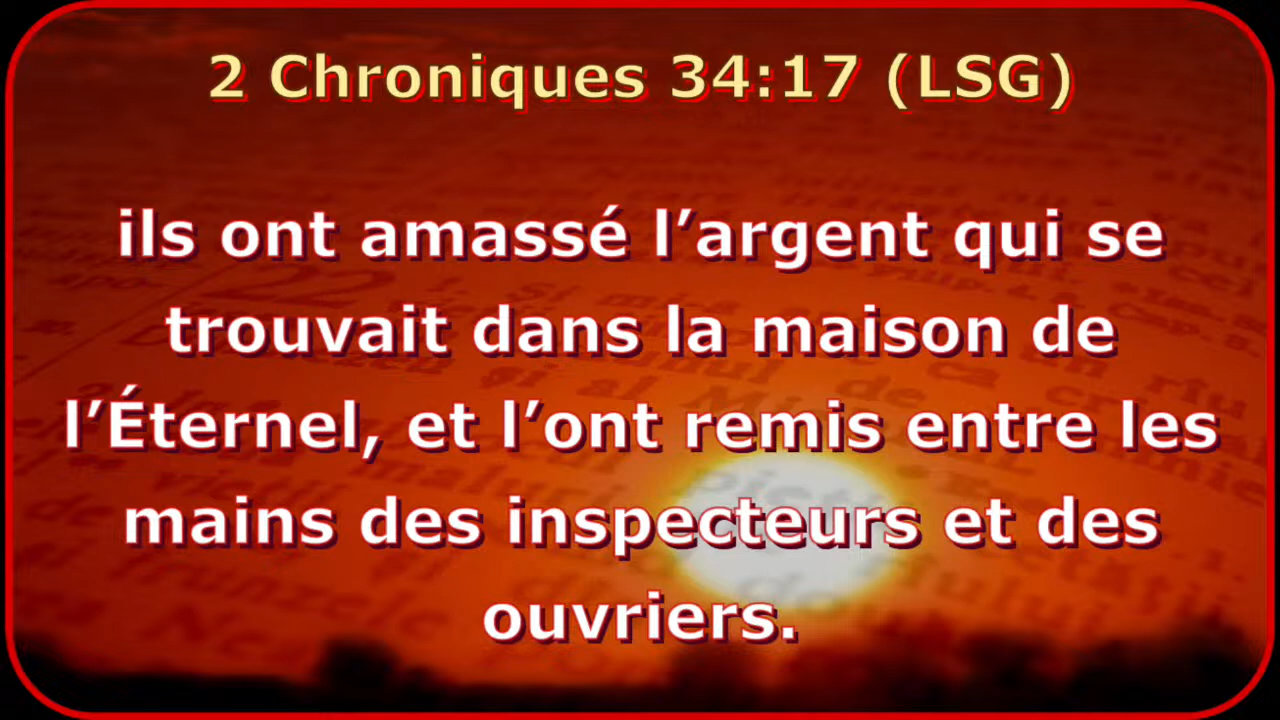 2 Chroniques 34:17 (LSG)
ils ont amassé l’argent qui se
trouvait dans la maison de
l’Éternel, et l’ont remis entre les
mains des inspecteurs et des
ouvriers.